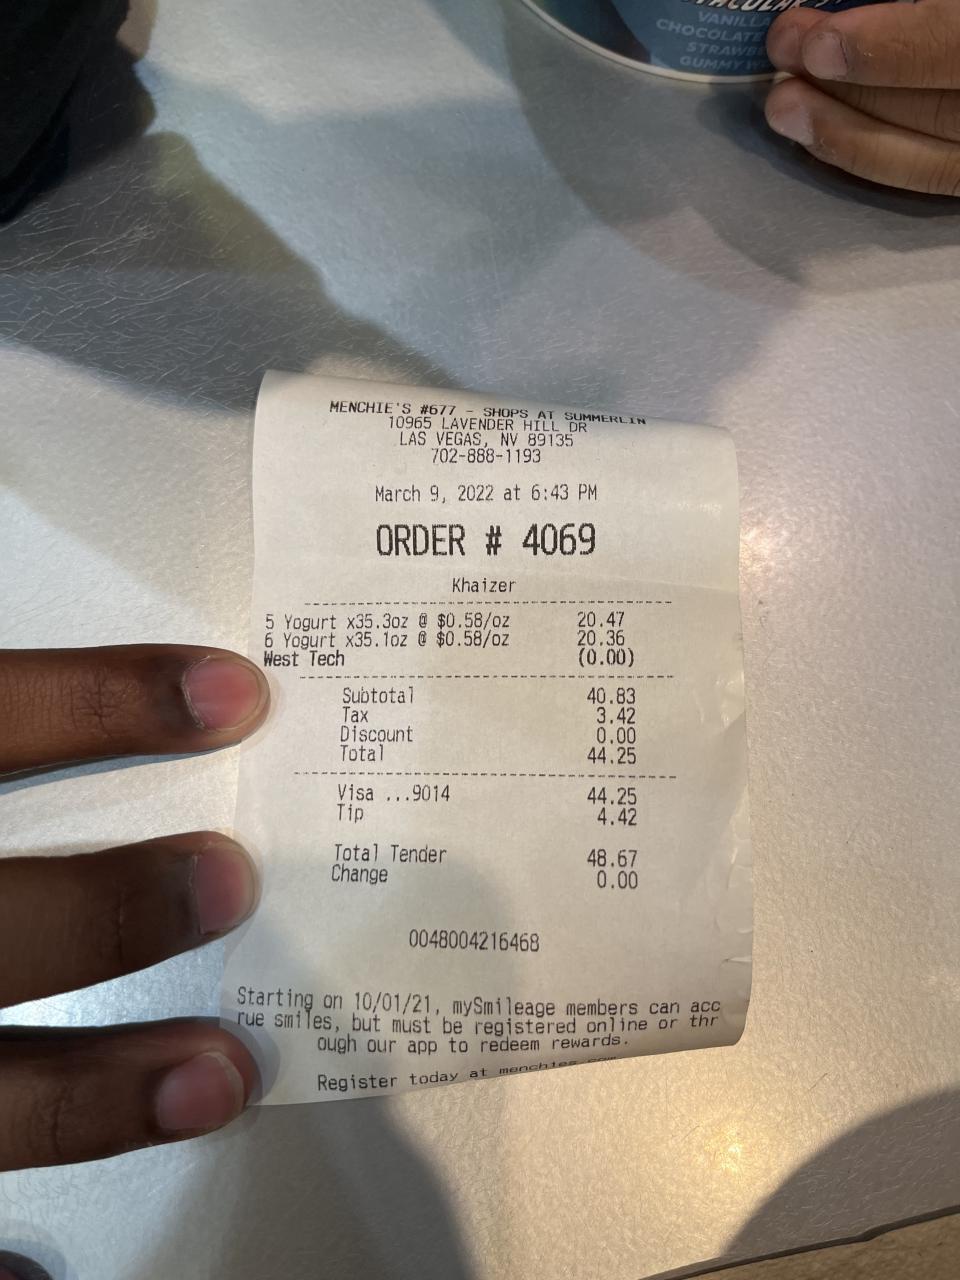 VANILLA
CHOCOLATE
GUMMY
MENCHIE'S #677 - SHOPS AT SUMMERLIN
10965 LAVENDER HILL DR
LAS VEGAS, NV 89135
702-888-1193
March 9, 2022 at 6:43 PM
ORDER # 4069
Khaizer
5 Yogurt x35.3oz @ $0.58/oz 20.47
6 Yogurt x35.1oz @ $0.58/oz 20.36
West Tech (0.00)
Subtotal 40.83
Tax 3.42
Discount 0.00
Total 44.25
Visa ...9014 44.25
Tip 4.42
Total Tender 48.67
Change 0.00
0048004216468
Starting on 10/01/21, mySmileage members can acc
rue smiles, but must be registered online or thr
ough our app to redeem rewards.
Register today at menchies.com